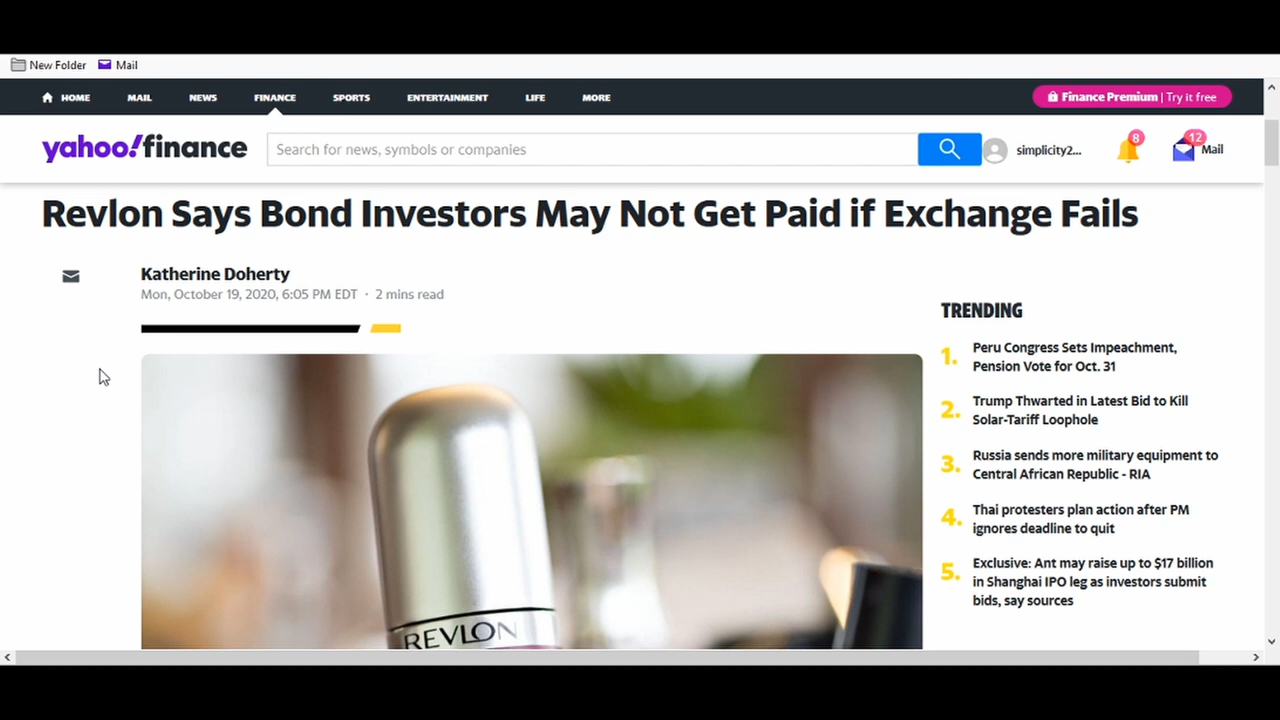 New Folder Mail
HOME MAIL NEWS FINANCE SPORTS ENTERTAINMENT LIFE MORE Finance Premium | Try it free
yahoo!finance Search for news, symbols or companies simplicity2... 8 12 Mail
Revlon Says Bond Investors May Not Get Paid if Exchange Fails
Katherine Doherty
Mon, October 19, 2020, 6:05 PM EDT · 2 mins read
REVLON
TRENDING
1. Peru Congress Sets Impeachment,
Pension Vote for Oct. 31
2. Trump Thwarted in Latest Bid to Kill
Solar-Tariff Loophole
3. Russia sends more military equipment to
Central African Republic - RIA
4. Thai protesters plan action after PM
ignores deadline to quit
5. Exclusive: Ant may raise up to $17 billion
in Shanghai IPO leg as investors submit
bids, say sources